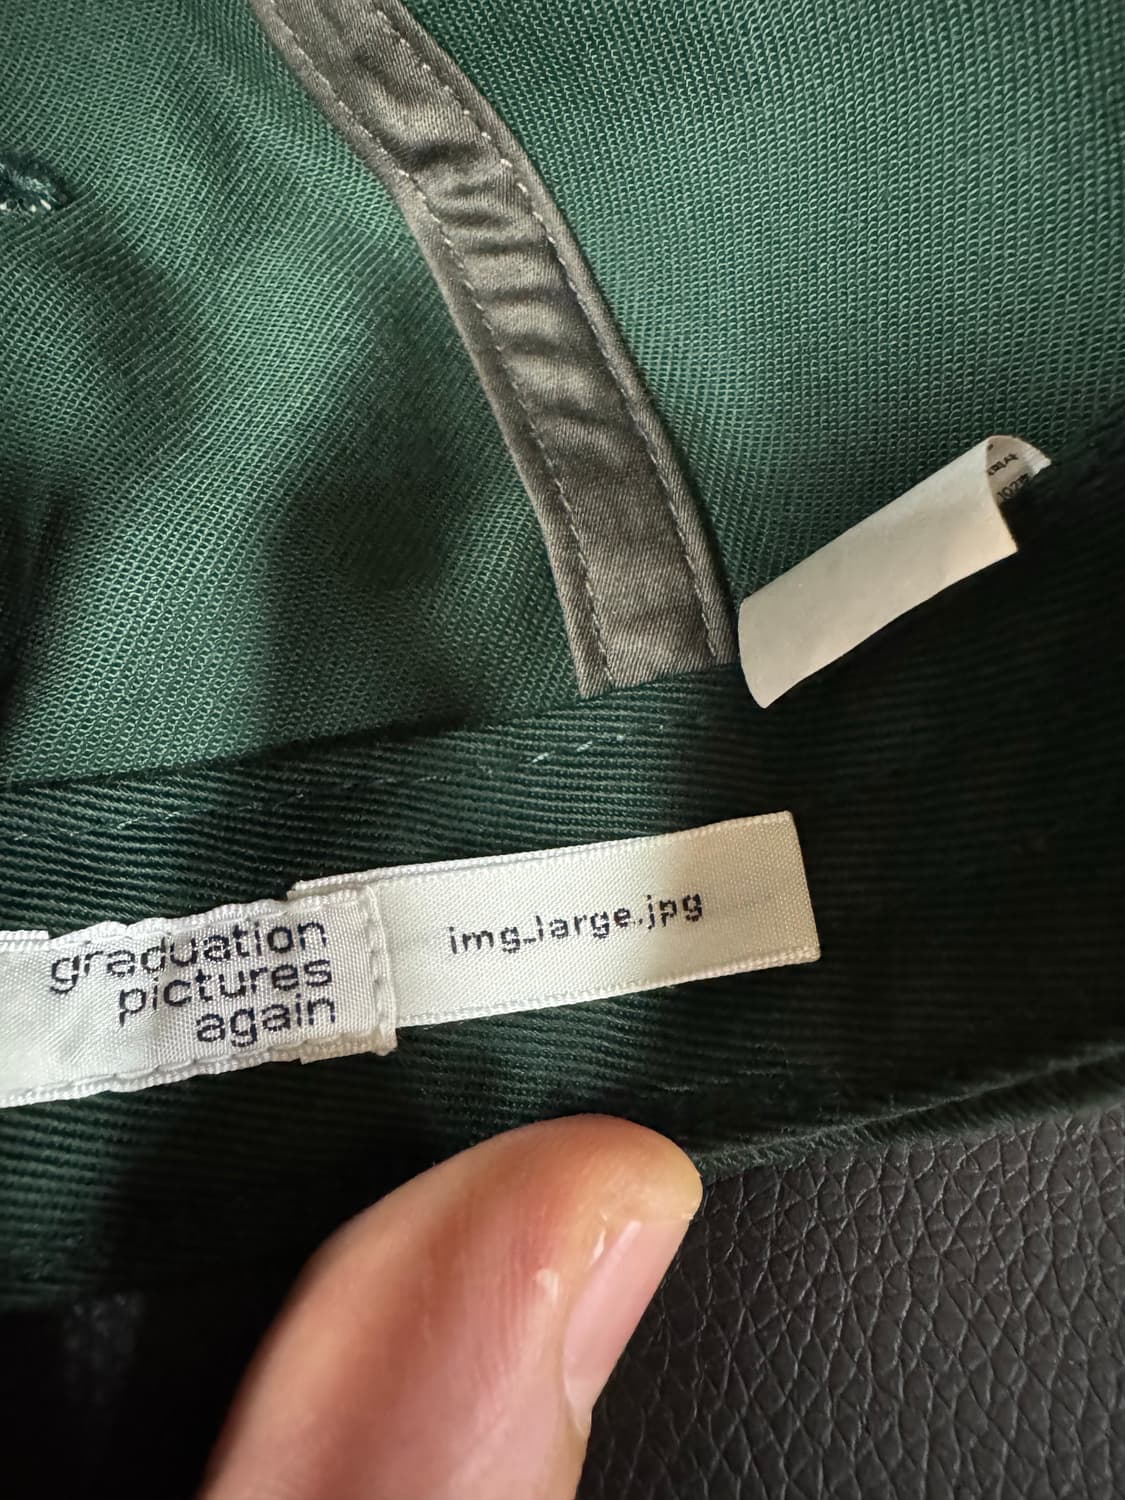 graduation
pictures
again
img_large.jpg